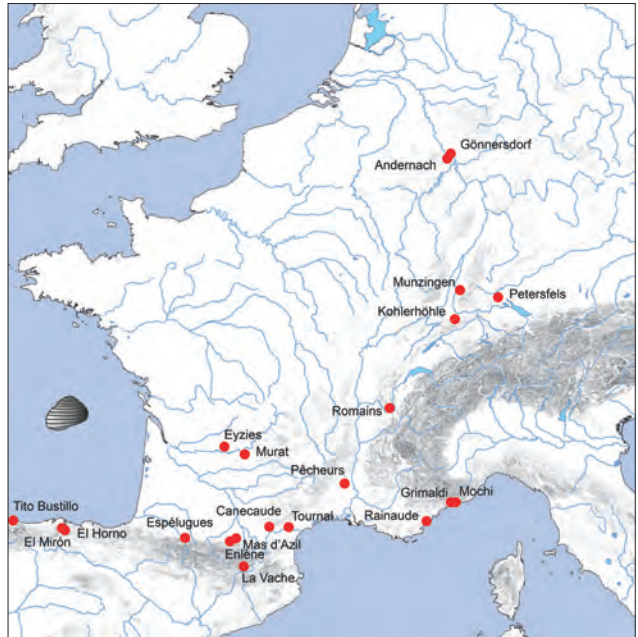 Gönnersdorf
Andernach
Munzingen
Petersfels
Kohlerhöhle
Romains
Eyzies
Murat
Pêcheurs
Grimaldi
Mochi
Tito Bustillo
Canecaude
Tournal
Rainaude
El Mirón
El Horno
Espélugues
Mas d'Azil
Enlène
La Vache